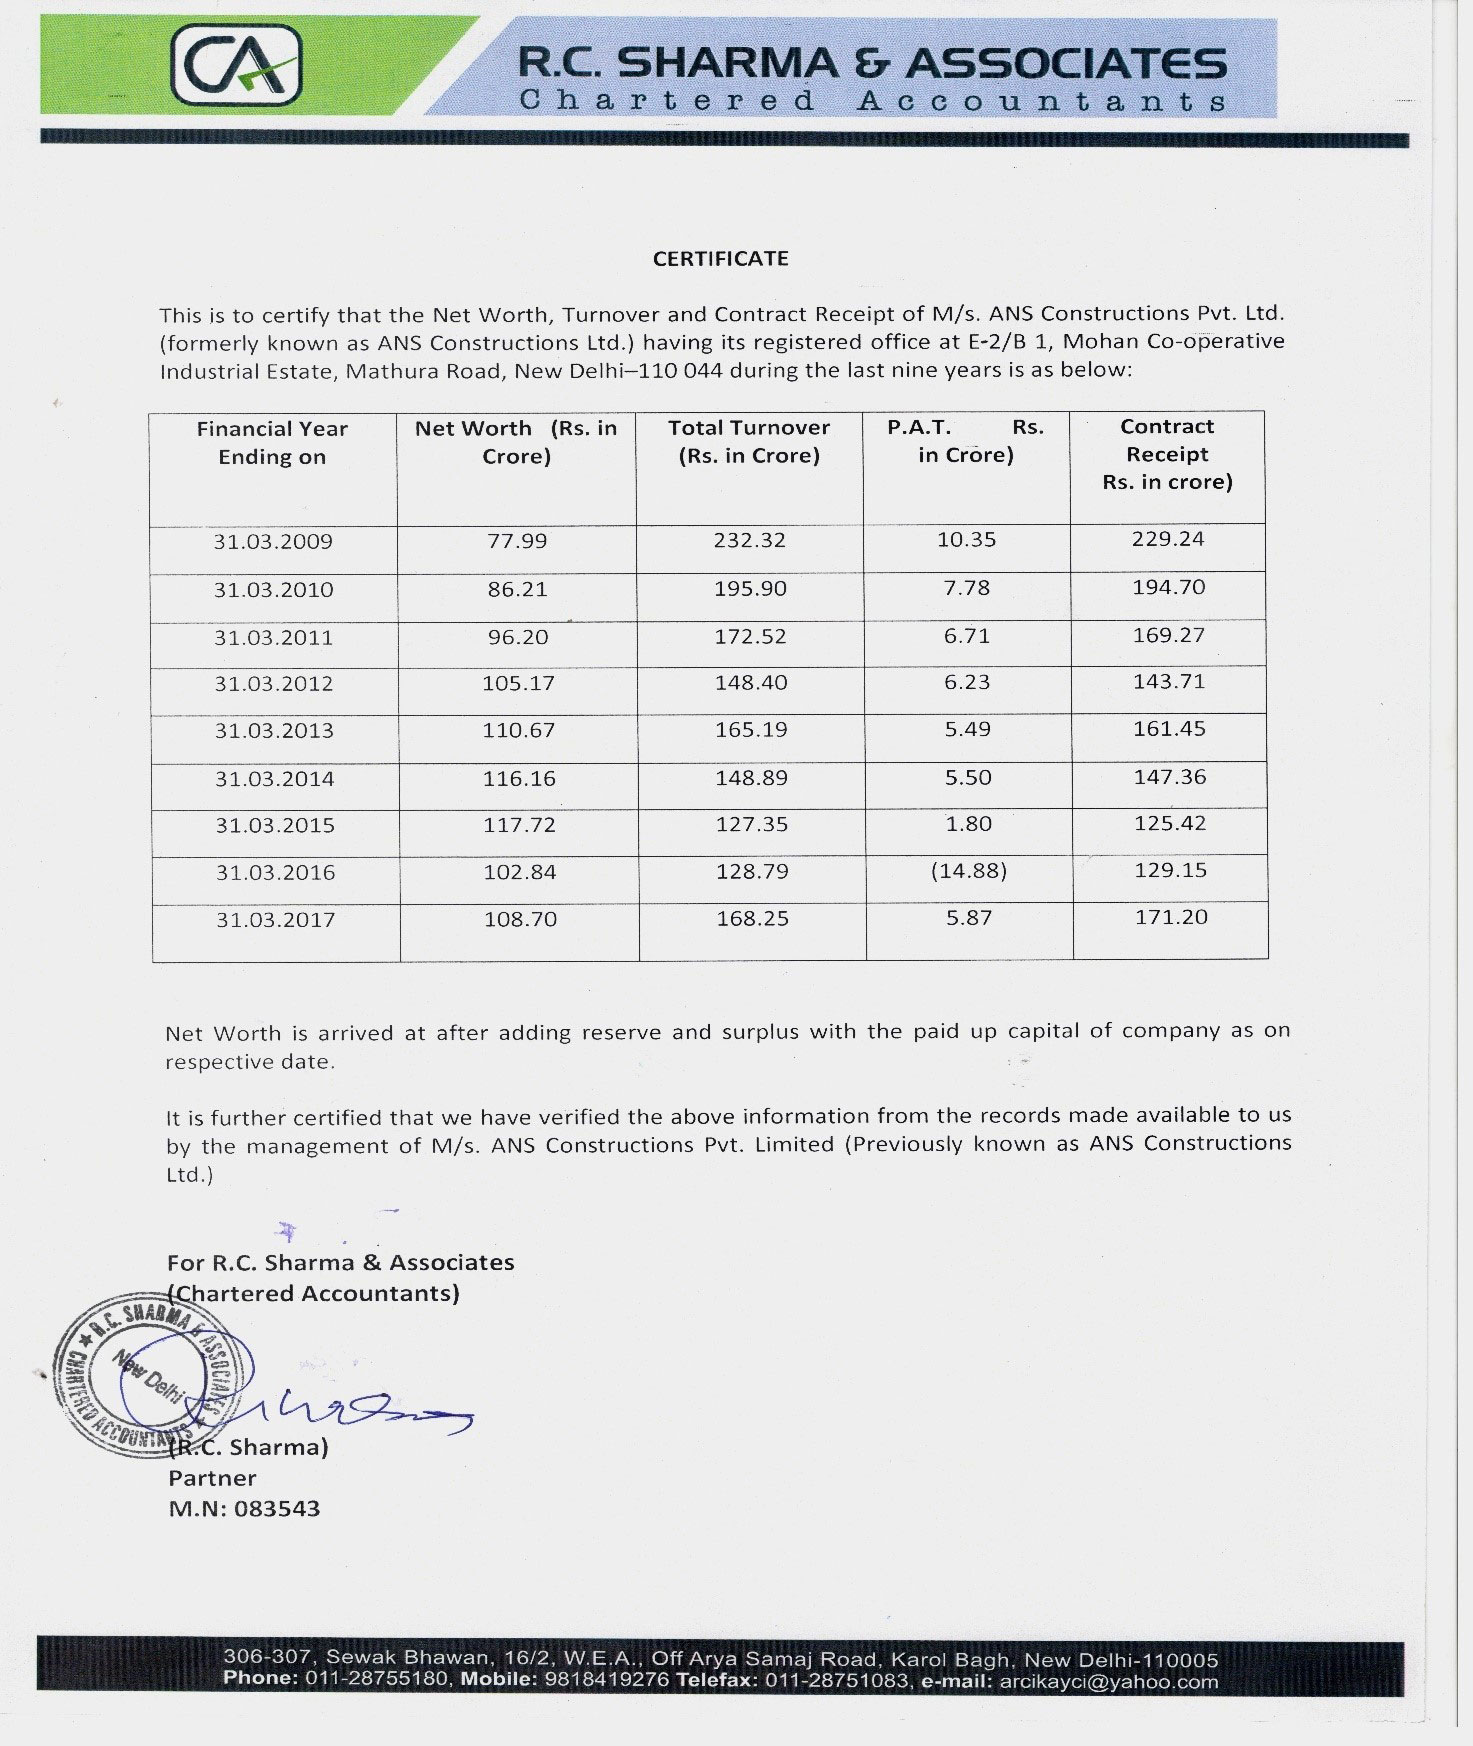 CA
R.C. SHARMA & ASSOCIATES
Chartered Accountants
CERTIFICATE
This is to certify that the Net Worth, Turnover and Contract Receipt of M/s. ANS Constructions Pvt. Ltd.
(formerly known as ANS Constructions Ltd.) having its registered office at E-2/B 1, Mohan Co-operative
Industrial Estate, Mathura Road, New Delhi–110 044 during the last nine years is as below:
Financial Year Ending on | Net Worth (Rs. in Crore) | Total Turnover (Rs. in Crore) | P.A.T. Rs. in Crore) | Contract Receipt Rs. in crore)
31.03.2009 77.99 232.32 10.35 229.24
31.03.2010 86.21 195.90 7.78 194.70
31.03.2011 96.20 172.52 6.71 169.27
31.03.2012 105.17 148.40 6.23 143.71
31.03.2013 110.67 165.19 5.49 161.45
31.03.2014 116.16 148.89 5.50 147.36
31.03.2015 117.72 127.35 1.80 125.42
31.03.2016 102.84 128.79 (14.88) 129.15
31.03.2017 108.70 168.25 5.87 171.20
Net Worth is arrived at after adding reserve and surplus with the paid up capital of company as on
respective date.
It is further certified that we have verified the above information from the records made available to us
by the management of M/s. ANS Constructions Pvt. Limited (Previously known as ANS Constructions
Ltd.)
For R.C. Sharma & Associates
(Chartered Accountants)
R.C. SHARMA & ASSOCIATES
New Delhi
CHARTERED ACCOUNTANTS
(R.C. Sharma)
Partner
M.N: 083543
306-307, Sewak Bhawan, 16/2, W.E.A., Off Arya Samaj Road, Karol Bagh, New Delhi-110005
Phone: 011-28755180, Mobile: 9818419276 Telefax: 011-28751083, e-mail: arcikayci@yahoo.com